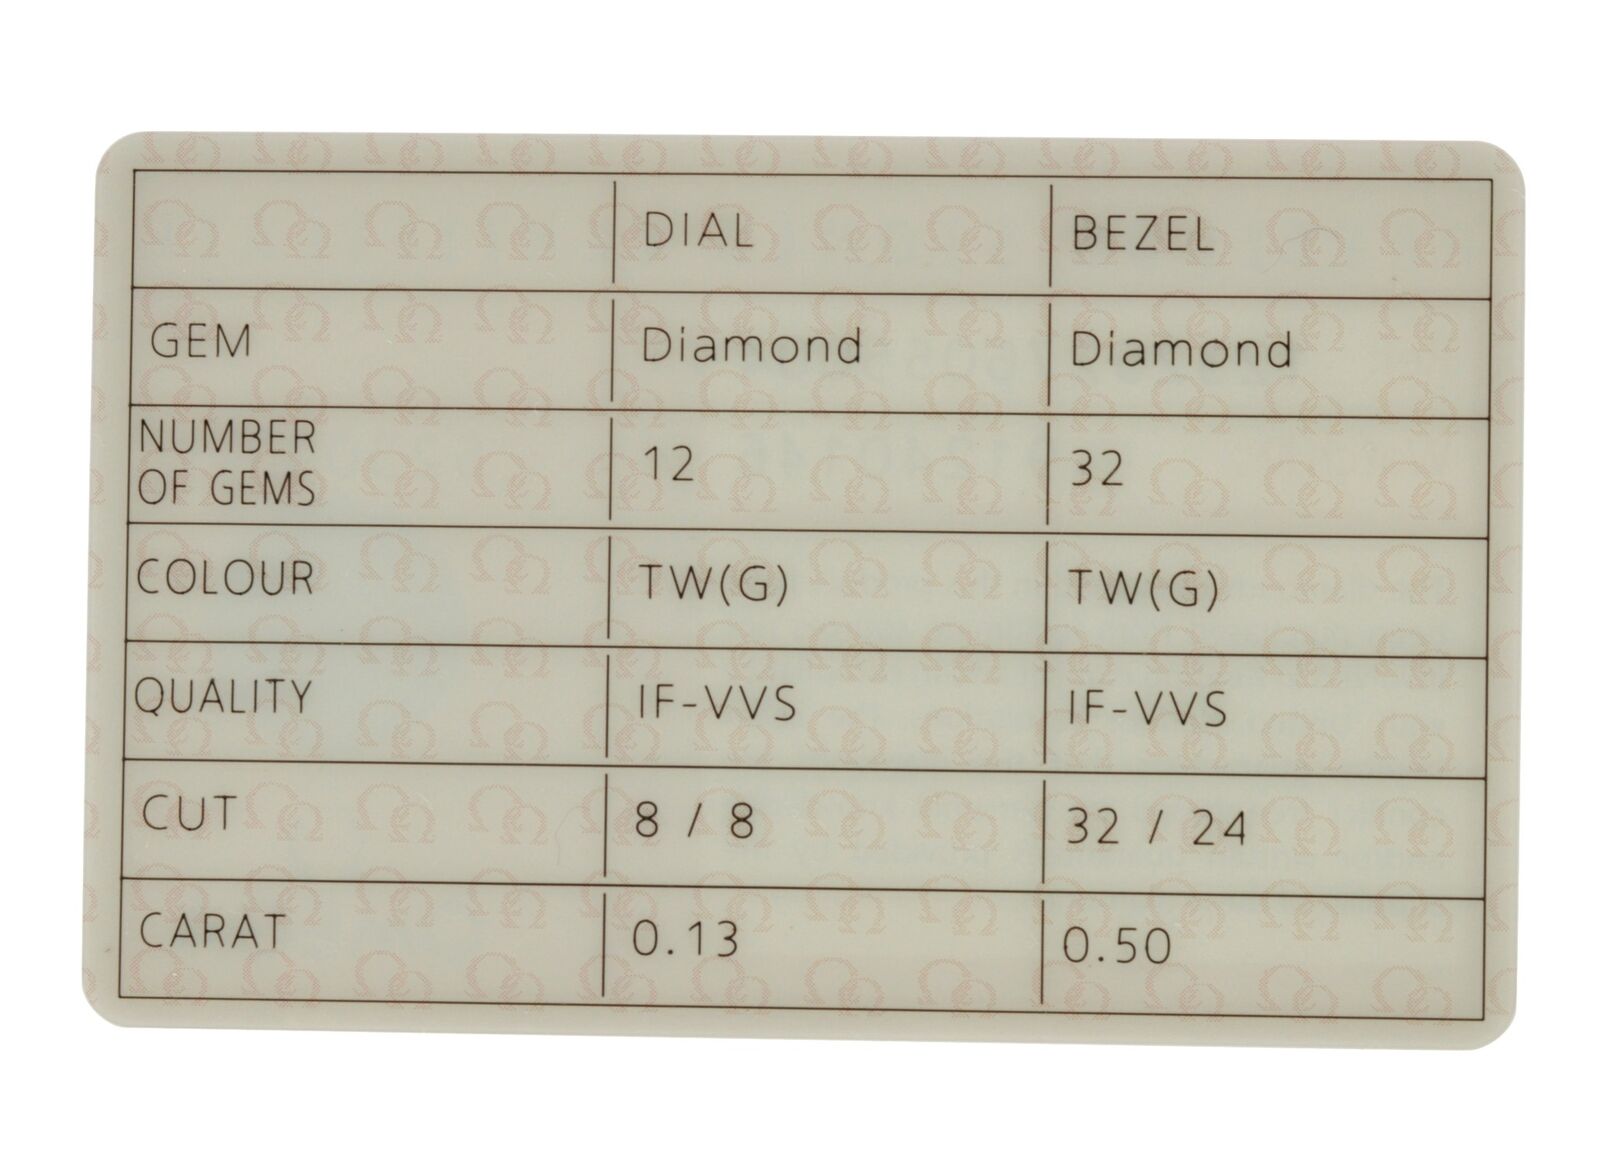 DIAL BEZEL
GEM Diamond Diamond
NUMBER
OF GEMS 12 32
COLOUR TW(G) TW(G)
QUALITY IF-VVS IF-VVS
CUT 8 / 8 32 / 24
CARAT 0.13 0.50